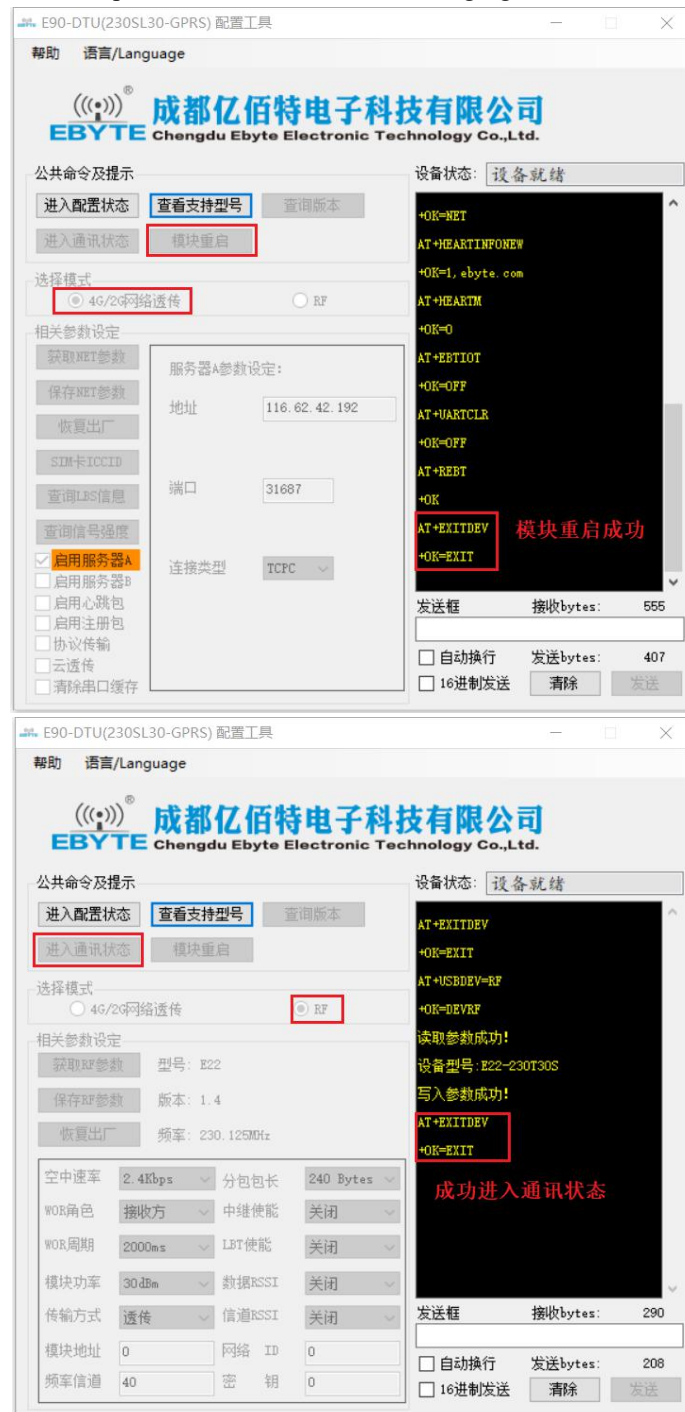 E90-DTU(230SL30-GPRS) 配置工具
帮助 语言/Language
EBYTE ®
成都亿佰特电子科技有限公司
Chengdu Ebyte Electronic Technology Co.,Ltd.
公共命令及提示
进入配置状态 查看支持型号 查询版本
进入通讯状态 模块重启
选择模式
4G/2G网络透传 RF
相关参数设定
获取NET参数
保存NET参数
恢复出厂
SIM卡ICCID
查询LBS信息
查询信号强度
启用服务器A
启用服务器B
启用心跳包
启用注册包
协议传输
云透传
清除串口缓存
服务器A参数设定:
地址 116.62.42.192
端口 31687
连接类型 TCPC
设备状态: 设备就绪
+OK=NET
AT+HEARTINFONEW
+OK=1,ebyte.com
AT+HEARTM
+OK=0
AT+EBTIOT
+OK=OFF
AT+UARTCLR
+OK=OFF
AT+REBT
+OK
AT+EXITDEV
+OK=EXIT
模块重启成功
发送框 接收bytes: 555
自动换行 发送bytes: 407
16进制发送 清除 发送
E90-DTU(230SL30-GPRS) 配置工具
帮助 语言/Language
EBYTE ®
成都亿佰特电子科技有限公司
Chengdu Ebyte Electronic Technology Co.,Ltd.
公共命令及提示
进入配置状态 查看支持型号 查询版本
进入通讯状态 模块重启
选择模式
4G/2G网络透传 RF
相关参数设定
获取RF参数 型号: E22
保存RF参数 版本: 1.4
恢复出厂 频率: 230.125MHz
空中速率 2.4Kbps 分包包长 240 Bytes
WOR角色 接收方 中继使能 关闭
WOR周期 2000ms LBT使能 关闭
模块功率 30dBm 数据RSSI 关闭
传输方式 透传 信道RSSI 关闭
模块地址 0 网络 ID 0
频率信道 40 密 钥 0
设备状态: 设备就绪
AT+EXITDEV
+OK=EXIT
AT+USBDEV=RF
+OK=DEVRF
读取参数成功!
设备型号:E22-230T30S
写入参数成功!
AT+EXITDEV
+OK=EXIT
成功进入通讯状态
发送框 接收bytes: 290
自动换行 发送bytes: 208
16进制发送 清除 发送